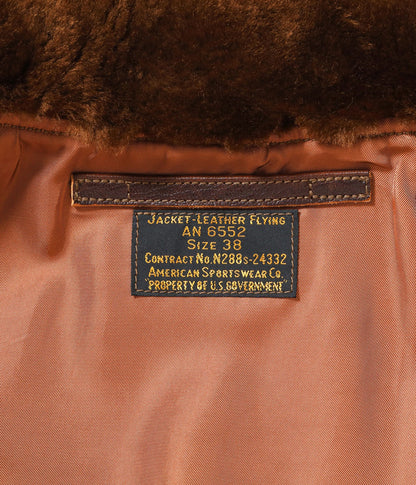 JACKET-LEATHER FLYING
AN 6552
SIZE 38
CONTRACT No. N288s-24332
AMERICAN SPORTSWEAR CO.
"PROPERTY OF U.S. GOVERNMENT"